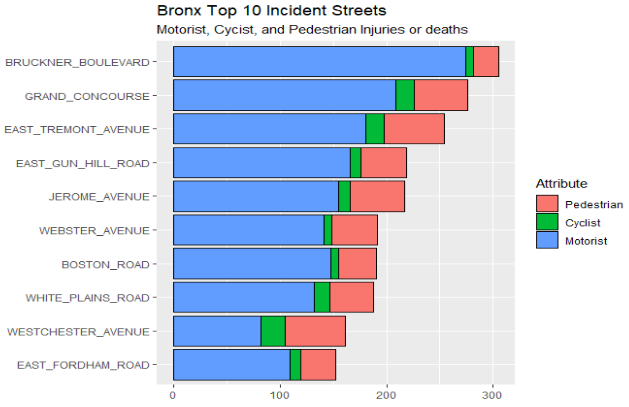 Bronx Top 10 Incident Streets
Motorist, Cycist, and Pedestrian Injuries or deaths
BRUCKNER_BOULEVARD
GRAND_CONCOURSE
EAST_TREMONT_AVENUE
EAST_GUN_HILL_ROAD
JEROME_AVENUE
WEBSTER_AVENUE
BOSTON_ROAD
WHITE_PLAINS_ROAD
WESTCHESTER_AVENUE
EAST_FORDHAM_ROAD
0 100 200 300
Attribute
Pedestrian
Cyclist
Motorist